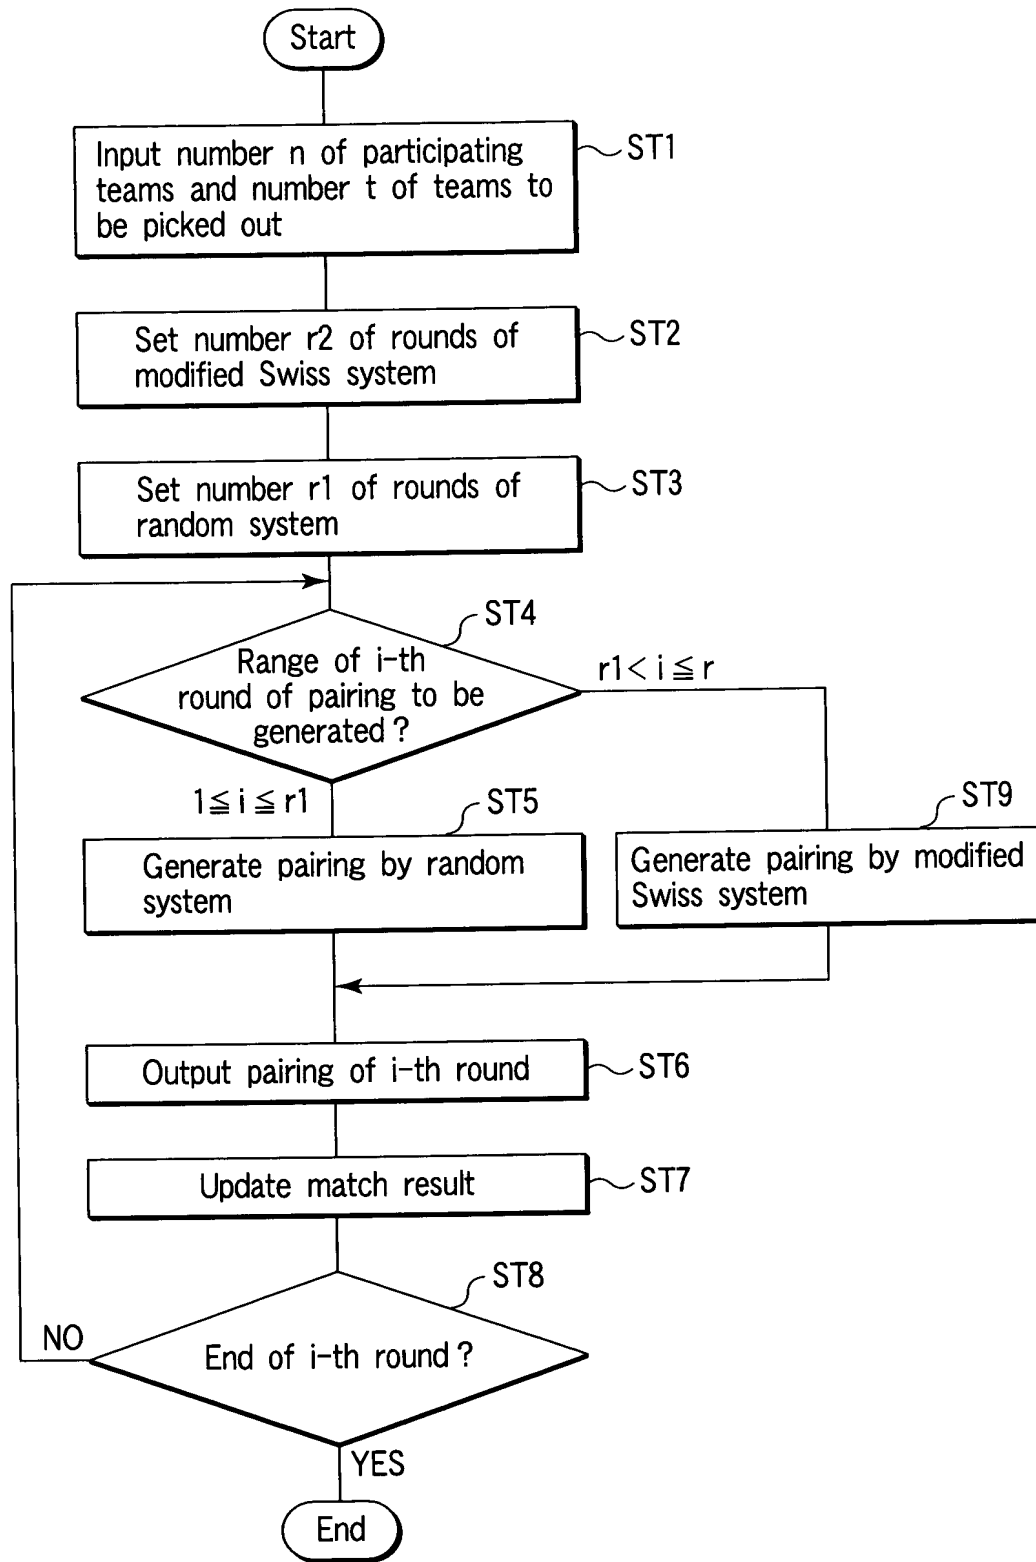 Start
Input number n of participating
teams and number t of teams to
be picked out
ST1
Set number r2 of rounds of
modified Swiss system
ST2
Set number r1 of rounds of
random system
ST3
ST4
Range of i-th
round of pairing to be
generated ?
r1 < i ≦ r
1 ≦ i ≦ r1
ST5
Generate pairing by random
system
ST9
Generate pairing by modified
Swiss system
Output pairing of i-th round
ST6
Update match result
ST7
ST8
End of i-th round ?
NO
YES
End